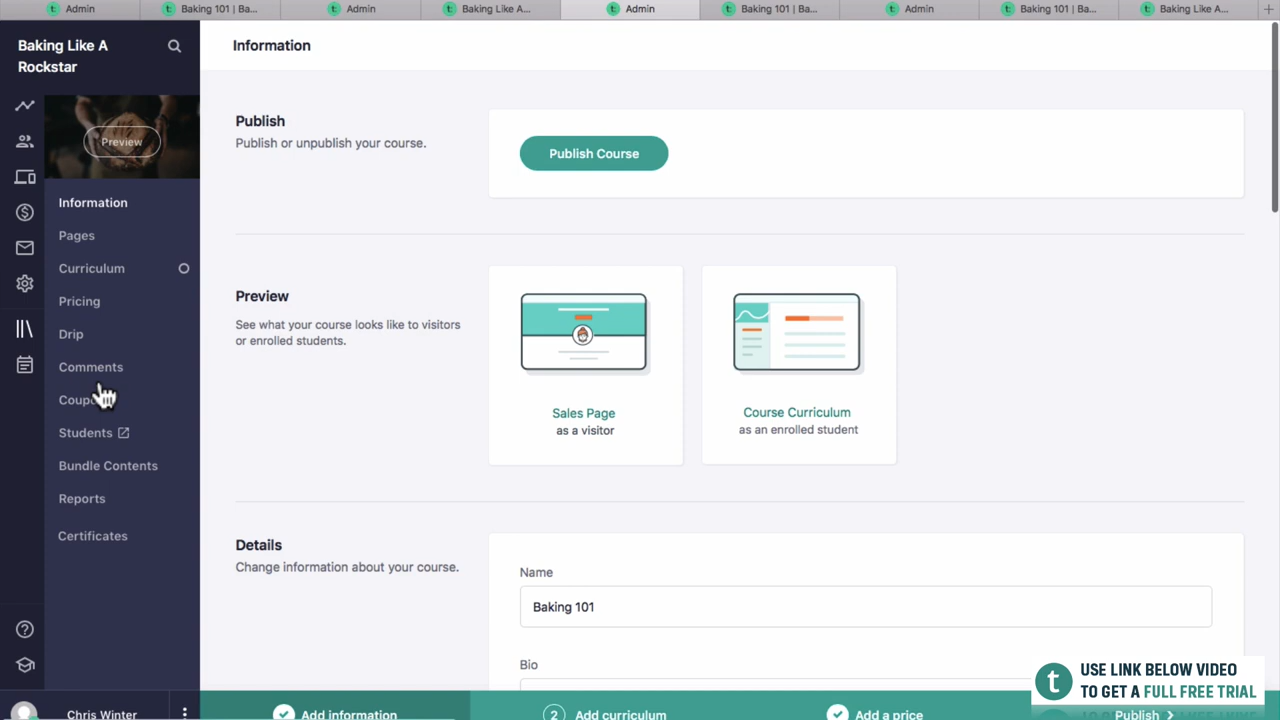 Admin
Baking 101 | Ba...
Admin
Baking Like A...
Admin
Baking 101 | Ba...
Admin
Baking 101 | Ba...
Baking Like A...
Baking Like A
Rockstar
Preview
Information
Pages
Curriculum
Pricing
Drip
Comments
Students
Bundle Contents
Reports
Certificates
Chris Winter
Information
Publish
Publish or unpublish your course.
Publish Course
Preview
See what your course looks like to visitors
or enrolled students.
Sales Page
as a visitor
Course Curriculum
as an enrolled student
Details
Change information about your course.
Name
Baking 101
Bio
Add information
2 Add curriculum
Add a price
Publish
t USE LINK BELOW VIDEO
TO GET A FULL FREE TRIAL